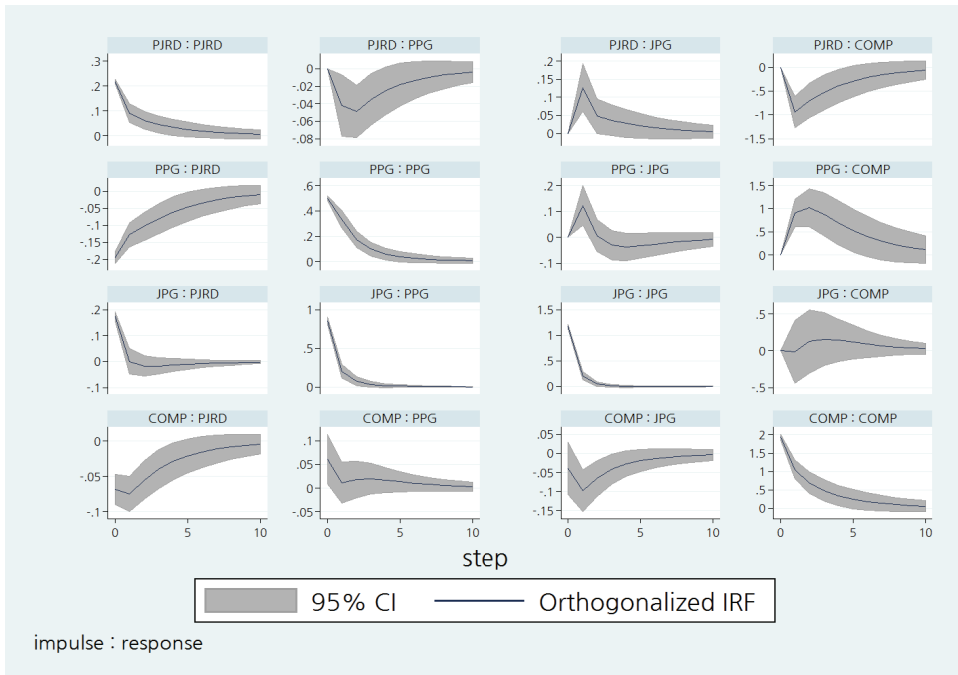 PJRD : PJRD
PJRD : PPG
PJRD : JPG
PJRD : COMP
.3
.2
.1
0
0
-.02
-.04
-.06
-.08
.2
.15
.1
.05
0
0
-.5
-1
-1.5
PPG : PJRD
PPG : PPG
PPG : JPG
PPG : COMP
0
-.05
-.1
-.15
-.2
.6
.4
.2
0
.2
.1
0
-.1
1.5
1
.5
0
JPG : PJRD
JPG : PPG
JPG : JPG
JPG : COMP
.2
.1
0
-.1
1
.5
0
1.5
1
.5
0
.5
0
-.5
COMP : PJRD
COMP : PPG
COMP : JPG
COMP : COMP
0
-.05
-.1
.1
.05
0
-.05
.05
0
-.05
-.1
-.15
2
1.5
1
.5
0
0 5 10
0 5 10
0 5 10
0 5 10
step
95% CI
Orthogonalized IRF
impulse : response